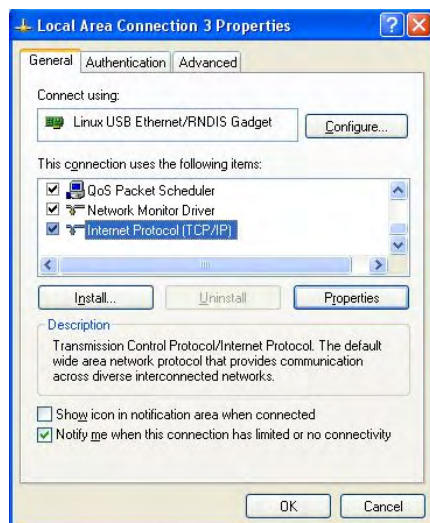 Local Area Connection 3 Properties
General
Authentication
Advanced
Connect using:
Linux USB Ethernet/RNDIS Gadget
Configure...
This connection uses the following items:
QoS Packet Scheduler
Network Monitor Driver
Internet Protocol (TCP/IP)
Install...
Uninstall
Properties
Description
Transmission Control Protocol/Internet Protocol. The default
wide area network protocol that provides communication
across diverse interconnected networks.
Show icon in notification area when connected
Notify me when this connection has limited or no connectivity
OK
Cancel